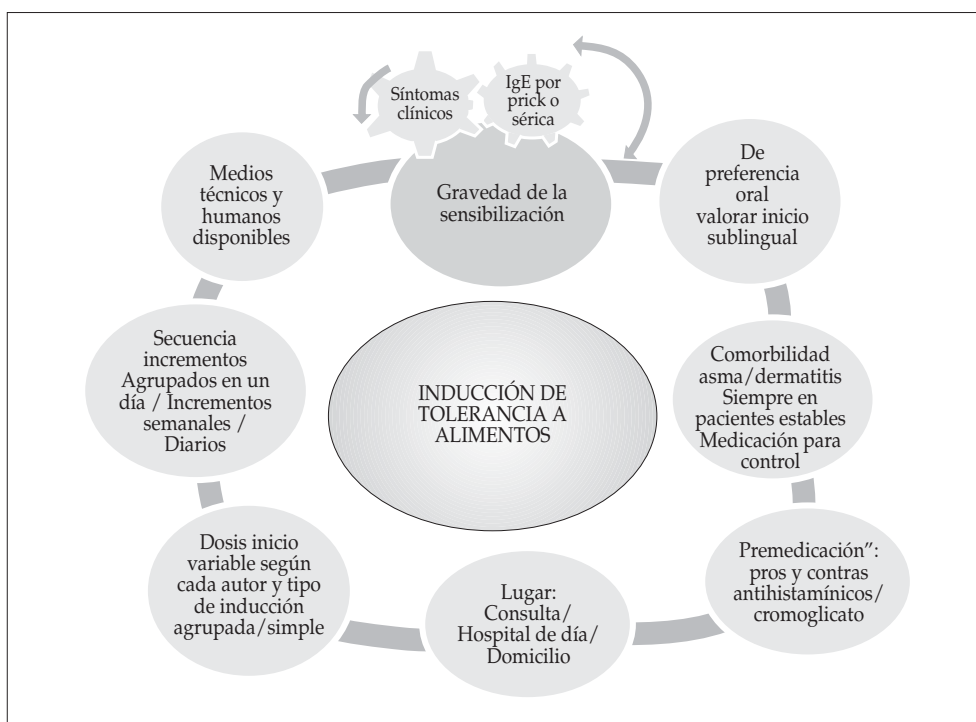 Síntomas
clínicos
IgE por
prick o
sérica
Gravedad de la
sensibilización
De
preferencia
oral
valorar inicio
sublingual
Comorbilidad
asma/dermatitis
Siempre en
pacientes estables
Medicación para
control
Premedicación”:
pros y contras
antihistamínicos/
cromoglicato
Lugar:
Consulta/
Hospital de día/
Domicilio
Dosis inicio
variable según
cada autor y tipo
de inducción
agrupada/simple
Secuencia
incrementos
Agrupados en un
día / Incrementos
semanales /
Diarios
Medios
técnicos y
humanos
disponibles
INDUCCIÓN DE
TOLERANCIA A
ALIMENTOS